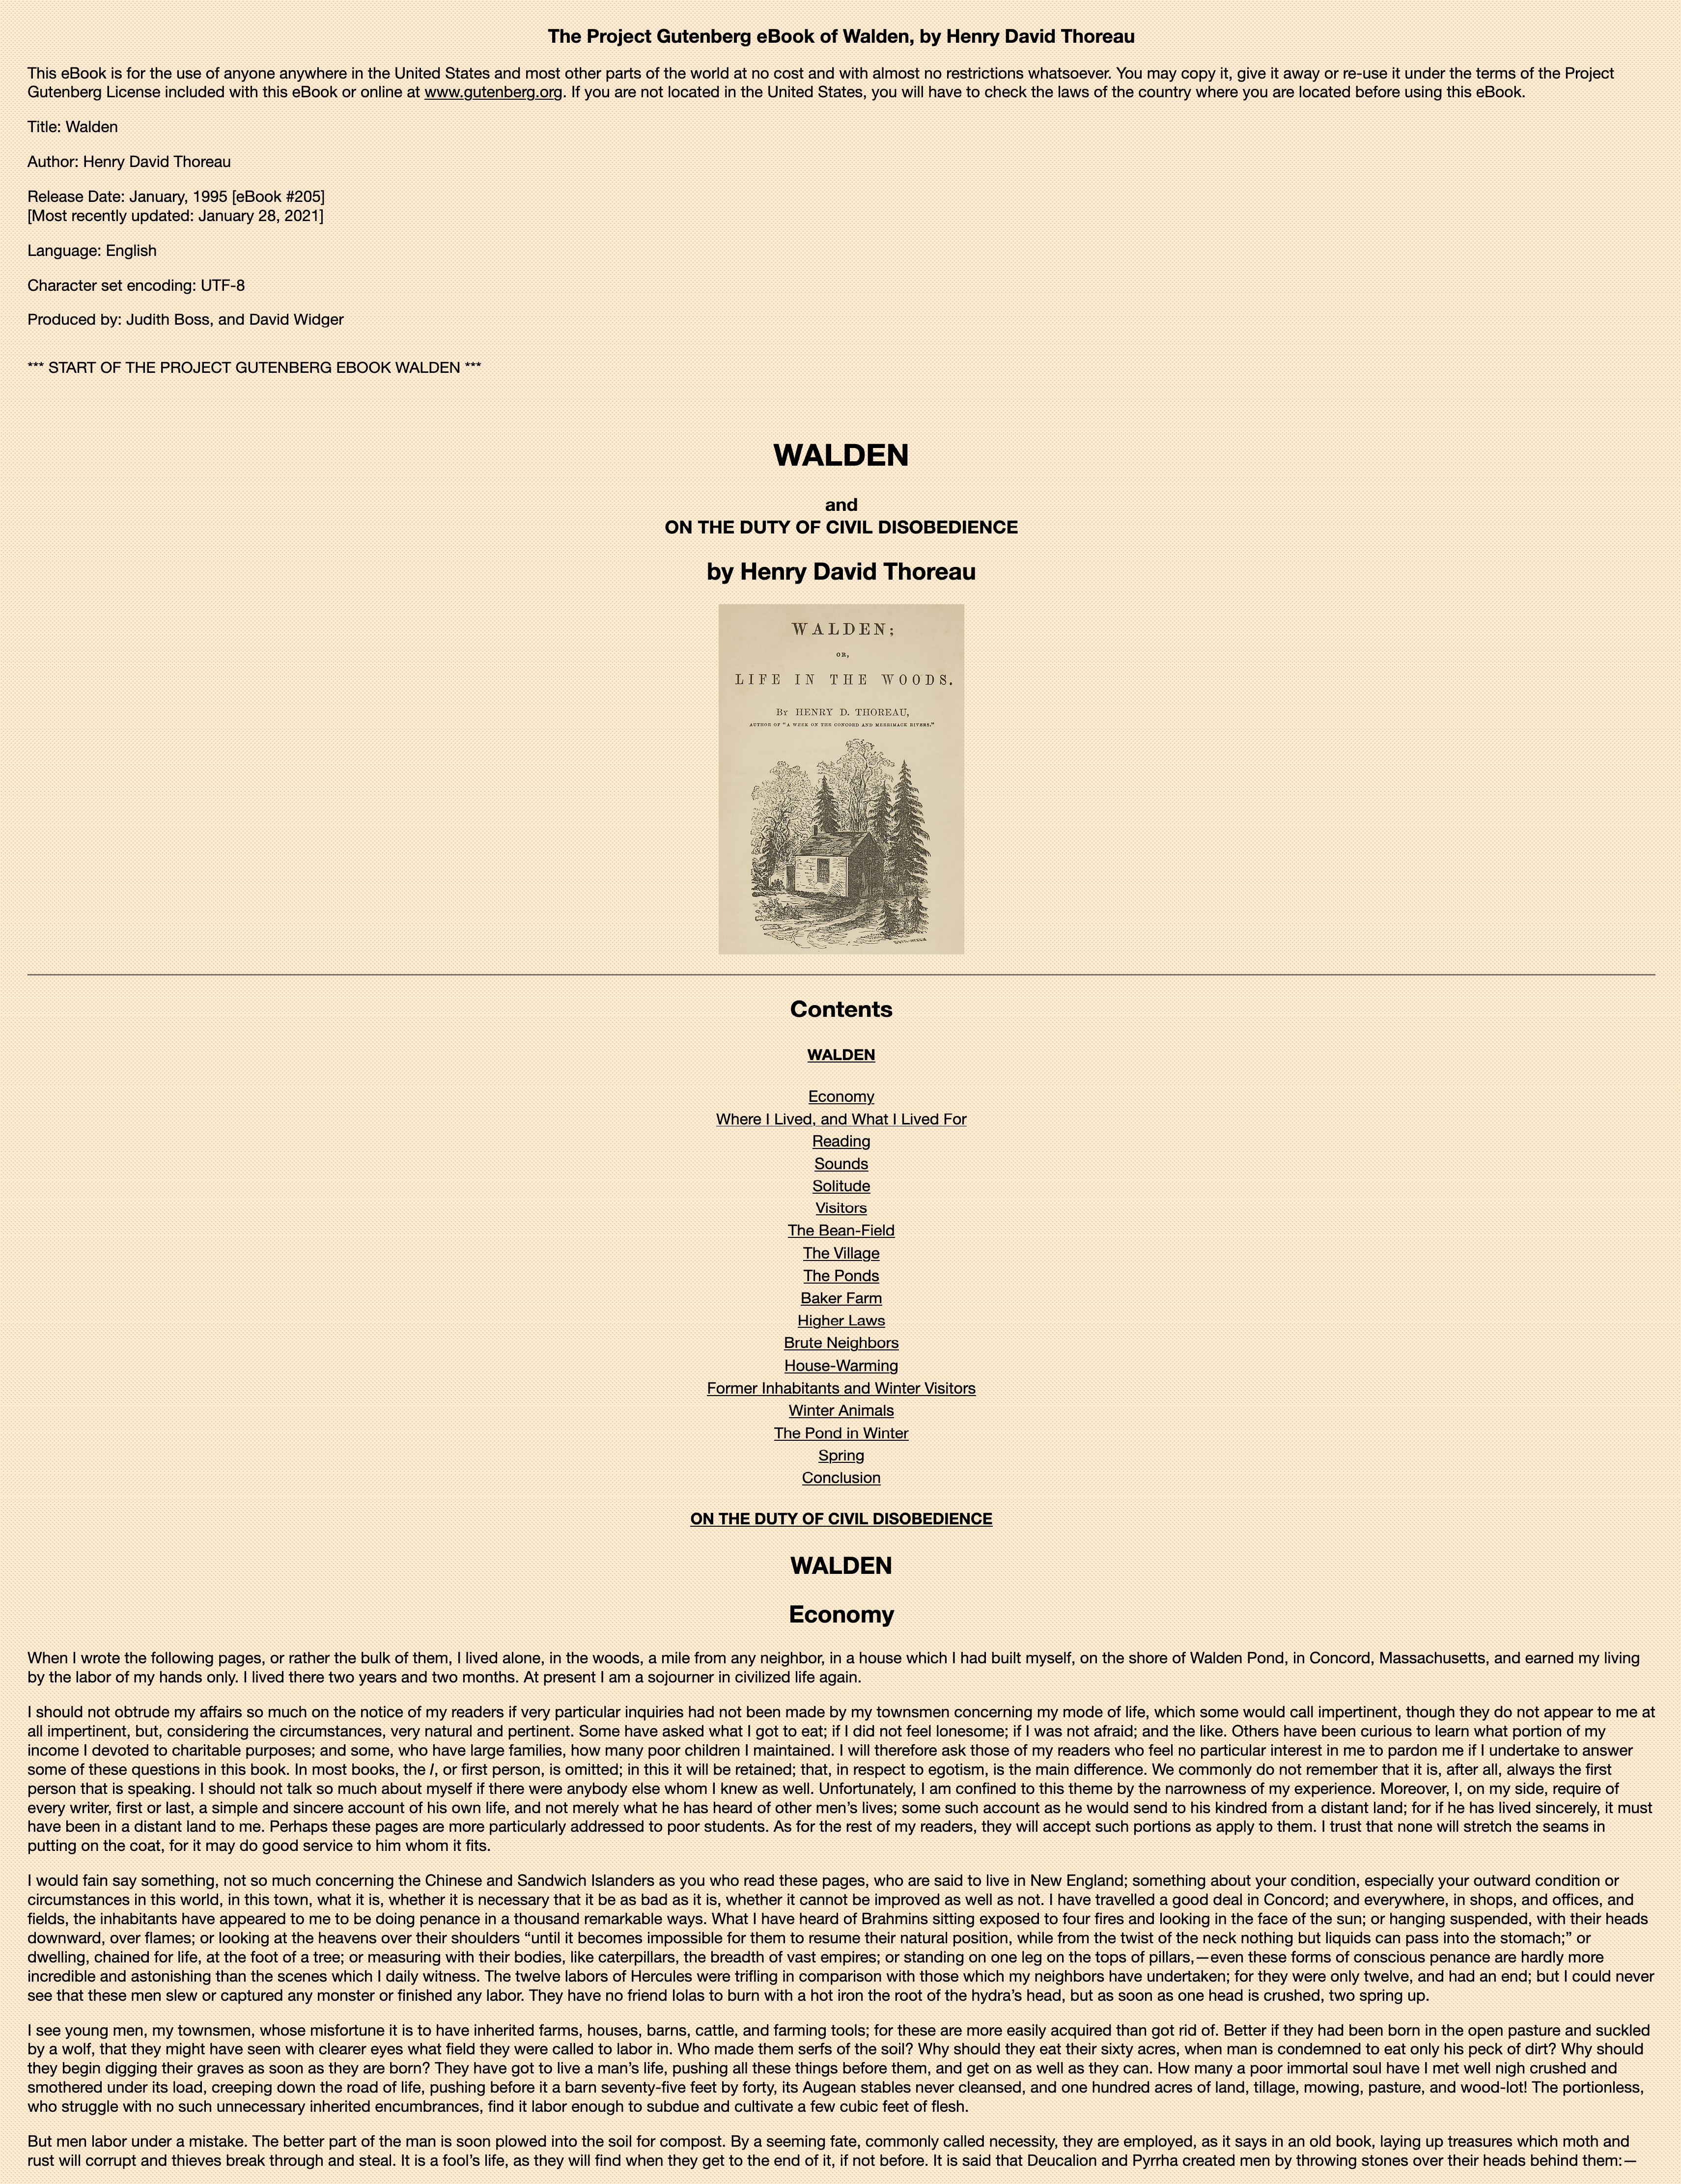 The Project Gutenberg eBook of Walden, by Henry David Thoreau
This eBook is for the use of anyone anywhere in the United States and most other parts of the world at no cost and with almost no restrictions whatsoever. You may copy it, give it away or re-use it under the terms of the Project
Gutenberg License included with this eBook or online at www.gutenberg.org. If you are not located in the United States, you will have to check the laws of the country where you are located before using this eBook.
Title: Walden
Author: Henry David Thoreau
Release Date: January, 1995 [eBook #205]
[Most recently updated: January 28, 2021]
Language: English
Character set encoding: UTF-8
Produced by: Judith Boss, and David Widger
*** START OF THE PROJECT GUTENBERG EBOOK WALDEN ***
WALDEN
and
ON THE DUTY OF CIVIL DISOBEDIENCE
by Henry David Thoreau
WALDEN;
OR,
LIFE IN THE WOODS.
By HENRY D. THOREAU,
AUTHOR OF "A WEEK ON THE CONCORD AND MERRIMACK RIVERS."
Contents
WALDEN
Economy
Where I Lived, and What I Lived For
Reading
Sounds
Solitude
Visitors
The Bean-Field
The Village
The Ponds
Baker Farm
Higher Laws
Brute Neighbors
House-Warming
Former Inhabitants and Winter Visitors
Winter Animals
The Pond in Winter
Spring
Conclusion
ON THE DUTY OF CIVIL DISOBEDIENCE
WALDEN
Economy
When I wrote the following pages, or rather the bulk of them, I lived alone, in the woods, a mile from any neighbor, in a house which I had built myself, on the shore of Walden Pond, in Concord, Massachusetts, and earned my living
by the labor of my hands only. I lived there two years and two months. At present I am a sojourner in civilized life again.
I should not obtrude my affairs so much on the notice of my readers if very particular inquiries had not been made by my townsmen concerning my mode of life, which some would call impertinent, though they do not appear to me at
all impertinent, but, considering the circumstances, very natural and pertinent. Some have asked what I got to eat; if I did not feel lonesome; if I was not afraid; and the like. Others have been curious to learn what portion of my
income I devoted to charitable purposes; and some, who have large families, how many poor children I maintained. I will therefore ask those of my readers who feel no particular interest in me to pardon me if I undertake to answer
some of these questions in this book. In most books, the I, or first person, is omitted; in this it will be retained; that, in respect to egotism, is the main difference. We commonly do not remember that it is, after all, always the first
person that is speaking. I should not talk so much about myself if there were anybody else whom I knew as well. Unfortunately, I am confined to this theme by the narrowness of my experience. Moreover, I, on my side, require of
every writer, first or last, a simple and sincere account of his own life, and not merely what he has heard of other men’s lives; some such account as he would send to his kindred from a distant land; for if he has lived sincerely, it must
have been in a distant land to me. Perhaps these pages are more particularly addressed to poor students. As for the rest of my readers, they will accept such portions as apply to them. I trust that none will stretch the seams in
putting on the coat, for it may do good service to him whom it fits.
I would fain say something, not so much concerning the Chinese and Sandwich Islanders as you who read these pages, who are said to live in New England; something about your condition, especially your outward condition or
circumstances in this world, in this town, what it is, whether it is necessary that it be as bad as it is, whether it cannot be improved as well as not. I have travelled a good deal in Concord; and everywhere, in shops, and offices, and
fields, the inhabitants have appeared to me to be doing penance in a thousand remarkable ways. What I have heard of Brahmins sitting exposed to four fires and looking in the face of the sun; or hanging suspended, with their heads
downward, over flames; or looking at the heavens over their shoulders “until it becomes impossible for them to resume their natural position, while from the twist of the neck nothing but liquids can pass into the stomach;” or
dwelling, chained for life, at the foot of a tree; or measuring with their bodies, like caterpillars, the breadth of vast empires; or standing on one leg on the tops of pillars,—even these forms of conscious penance are hardly more
incredible and astonishing than the scenes which I daily witness. The twelve labors of Hercules were trifling in comparison with those which my neighbors have undertaken; for they were only twelve, and had an end; but I could never
see that these men slew or captured any monster or finished any labor. They have no friend Iolas to burn with a hot iron the root of the hydra’s head, but as soon as one head is crushed, two spring up.
I see young men, my townsmen, whose misfortune it is to have inherited farms, houses, barns, cattle, and farming tools; for these are more easily acquired than got rid of. Better if they had been born in the open pasture and suckled
by a wolf, that they might have seen with clearer eyes what field they were called to labor in. Who made them serfs of the soil? Why should they eat their sixty acres, when man is condemned to eat only his peck of dirt? Why should
they begin digging their graves as soon as they are born? They have got to live a man’s life, pushing all these things before them, and get on as well as they can. How many a poor immortal soul have I met well nigh crushed and
smothered under its load, creeping down the road of life, pushing before it a barn seventy-five feet by forty, its Augean stables never cleansed, and one hundred acres of land, tillage, mowing, pasture, and wood-lot! The portionless,
who struggle with no such unnecessary inherited encumbrances, find it labor enough to subdue and cultivate a few cubic feet of flesh.
But men labor under a mistake. The better part of the man is soon plowed into the soil for compost. By a seeming fate, commonly called necessity, they are employed, as it says in an old book, laying up treasures which moth and
rust will corrupt and thieves break through and steal. It is a fool’s life, as they will find when they get to the end of it, if not before. It is said that Deucalion and Pyrrha created men by throwing stones over their heads behind them:—